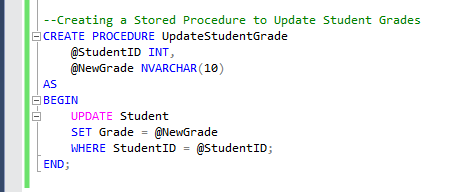 --Creating a Stored Procedure to Update Student Grades
CREATE PROCEDURE UpdateStudentGrade
    @StudentID INT,
    @NewGrade NVARCHAR(10)
AS
BEGIN
    UPDATE Student
    SET Grade = @NewGrade
    WHERE StudentID = @StudentID;
END;